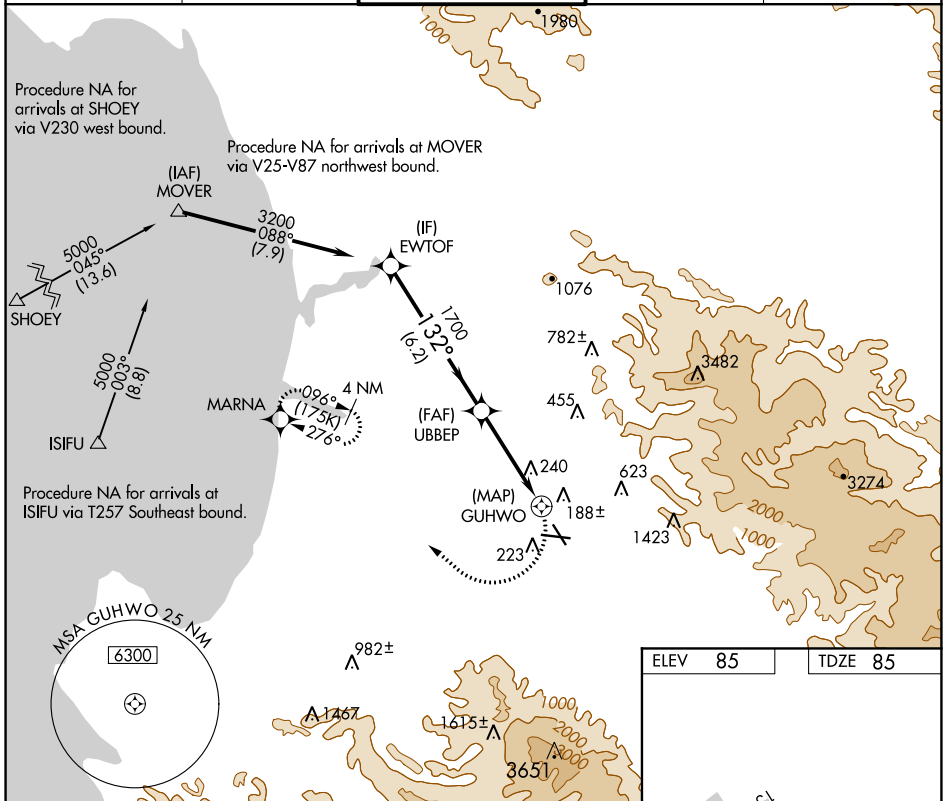 1000
1980
Procedure NA for
arrivals at SHOEY
via V230 west bound.
Procedure NA for arrivals at MOVER
via V25-V87 northwest bound.
(IAF)
MOVER
3200
088°
(7.9)
(IF)
EWTOF
5000
045°
(13.6)
SHOEY
1076
1700
132°
(6.2)
782±
3482
5000
003°
(8.8)
MARNA
096°
4 NM
(175K)
276°
455
(FAF)
UBBEP
ISIFU
240
623
3274
Procedure NA for arrivals at
ISIFU via T257 Southeast bound.
(MAP)
GUHWO
188±
2000
1000
1423
223
MSA GUHWO 25 NM
6300
982±
ELEV 85
TDZE 85
1467
1615±
1000
2000
3000
3651